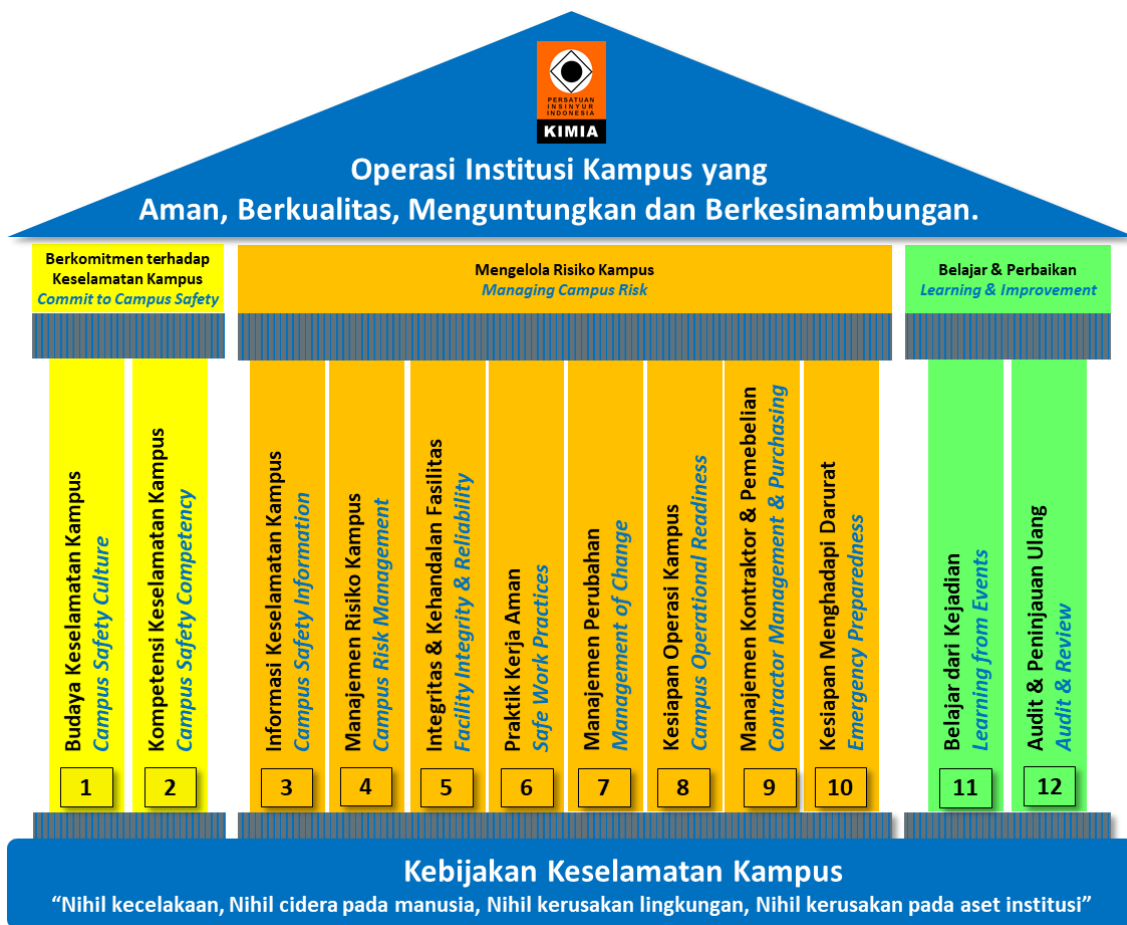 PERSATUAN
INSINYUR
INDONESIA
KIMIA
Operasi Institusi Kampus yang
Aman, Berkualitas, Menguntungkan dan Berkesinambungan.
Berkomitmen terhadap
Keselamatan Kampus
Commit to Campus Safety
Mengelola Risiko Kampus
Managing Campus Risk
Belajar & Perbaikan
Learning & Improvement
Budaya Keselamatan Kampus
Campus Safety Culture
1
Kompetensi Keselamatan Kampus
Campus Safety Competency
2
Informasi Keselamatan Kampus
Campus Safety Information
3
Manajemen Risiko Kampus
Campus Risk Management
4
Integritas & Kehandalan Fasilitas
Facility Integrity & Reliability
5
Praktik Kerja Aman
Safe Work Practices
6
Manajemen Perubahan
Management of Change
7
Kesiapan Operasi Kampus
Campus Operational Readiness
8
Manajemen Kontraktor & Pemebelian
Contractor Management & Purchasing
9
Kesiapan Menghadapi Darurat
Emergency Preparedness
10
Belajar dari Kejadian
Learning from Events
11
Audit & Peninjauan Ulang
Audit & Review
12
Kebijakan Keselamatan Kampus
“Nihil kecelakaan, Nihil cidera pada manusia, Nihil kerusakan lingkungan, Nihil kerusakan pada aset institusi”